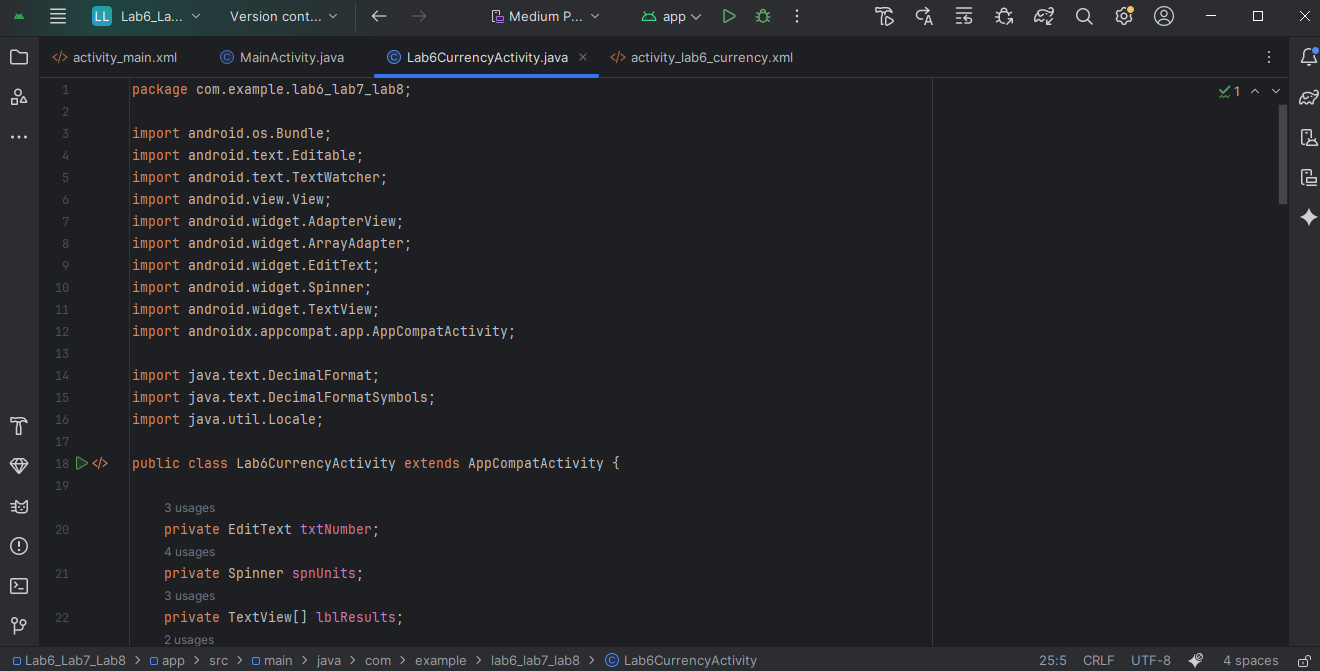 LL Lab6_La... Version cont... Medium P... app
activity_main.xml MainActivity.java Lab6CurrencyActivity.java activity_lab6_currency.xml
1 package com.example.lab6_lab7_lab8; 1
2
3 import android.os.Bundle;
4 import android.text.Editable;
5 import android.text.TextWatcher;
6 import android.view.View;
7 import android.widget.AdapterView;
8 import android.widget.ArrayAdapter;
9 import android.widget.EditText;
10 import android.widget.Spinner;
11 import android.widget.TextView;
12 import androidx.appcompat.app.AppCompatActivity;
13
14 import java.text.DecimalFormat;
15 import java.text.DecimalFormatSymbols;
16 import java.util.Locale;
17
18 public class Lab6CurrencyActivity extends AppCompatActivity {
19
3 usages
20 private EditText txtNumber;
4 usages
21 private Spinner spnUnits;
3 usages
22 private TextView[] lblResults;
2 usages
Lab6_Lab7_Lab8 > app > src > main > java > com > example > lab6_lab7_lab8 > Lab6CurrencyActivity 25:5 CRLF UTF-8 4 spaces